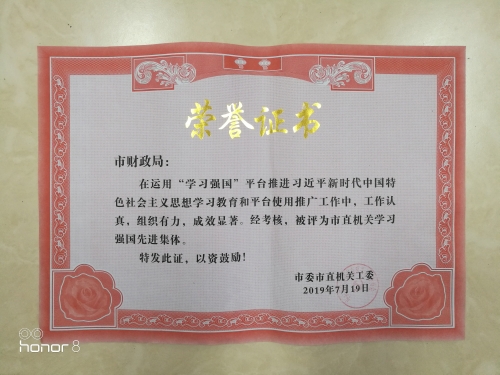 荣誉证书
市财政局：
在运用“学习强国”平台推进习近平新时代中国特
色社会主义思想学习教育和平台使用推广工作中，工作认
真，组织有力，成效显著。经考核，被评为市直机关学习
强国先进集体。
特发此证，以资鼓励！
市委市直机关工委
2019年7月19日
honor 8